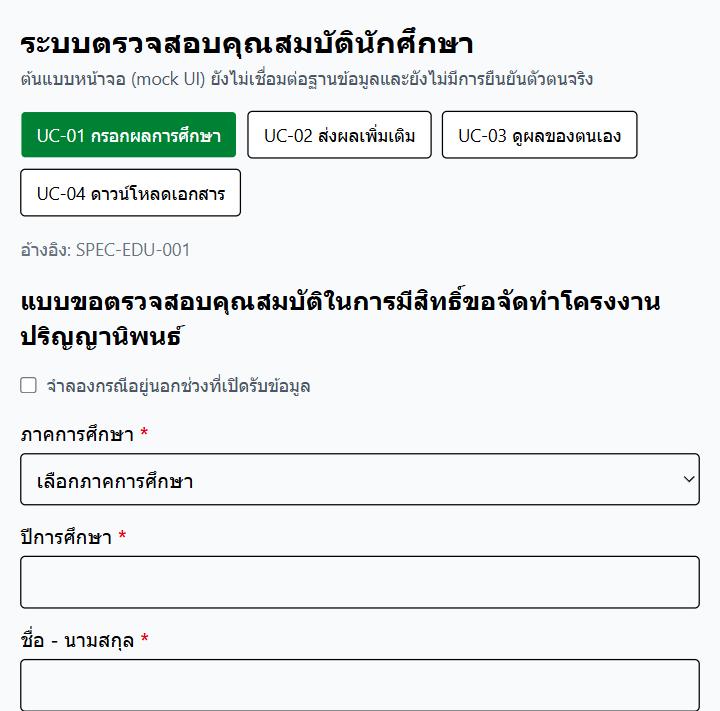 ระบบตรวจสอบคุณสมบัตินักศึกษา
ต้นแบบหน้าจอ (mock UI) ยังไม่เชื่อมต่อฐานข้อมูลและยังไม่มีการยืนยันตัวตนจริง
UC-01 กรอกผลการศึกษา
UC-02 ส่งผลเพิ่มเติม
UC-03 ดูผลของตนเอง
UC-04 ดาวน์โหลดเอกสาร
อ้างอิง: SPEC-EDU-001
แบบขอตรวจสอบคุณสมบัติในการมีสิทธิ์ขอจัดทำโครงงาน
ปริญญานิพนธ์
จำลองกรณีอยู่นอกช่วงที่เปิดรับข้อมูล
ภาคการศึกษา *
เลือกภาคการศึกษา
ปีการศึกษา *
ชื่อ - นามสกุล *